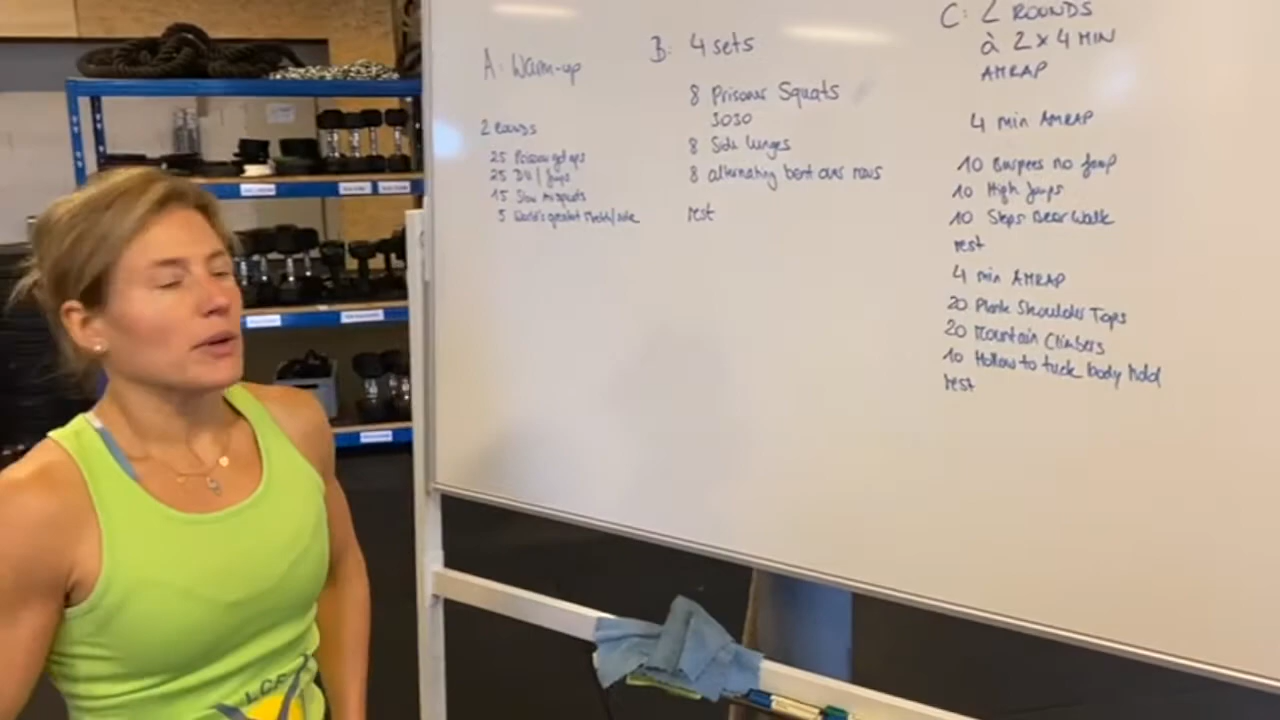 A: Warm-up
2 ROUNDS
25 Prisoner get ups
25 DU / Jups
15 Slow Air squats
5 World's greatest stretch/side
B: 4 sets
8 Prisoner Squats
3030
8 Side lunges
8 alternating bent over rows
rest
C: 2 ROUNDS
à 2 x 4 MIN
AMRAP
4 min AMRAP
10 Burpees no Jump
10 High Jumps
10 Steps Bear Walk
rest
4 min AMRAP
20 Plank Shoulder Taps
20 Mountain Climbers
10 Hollow to tuck body hold
rest
LCF